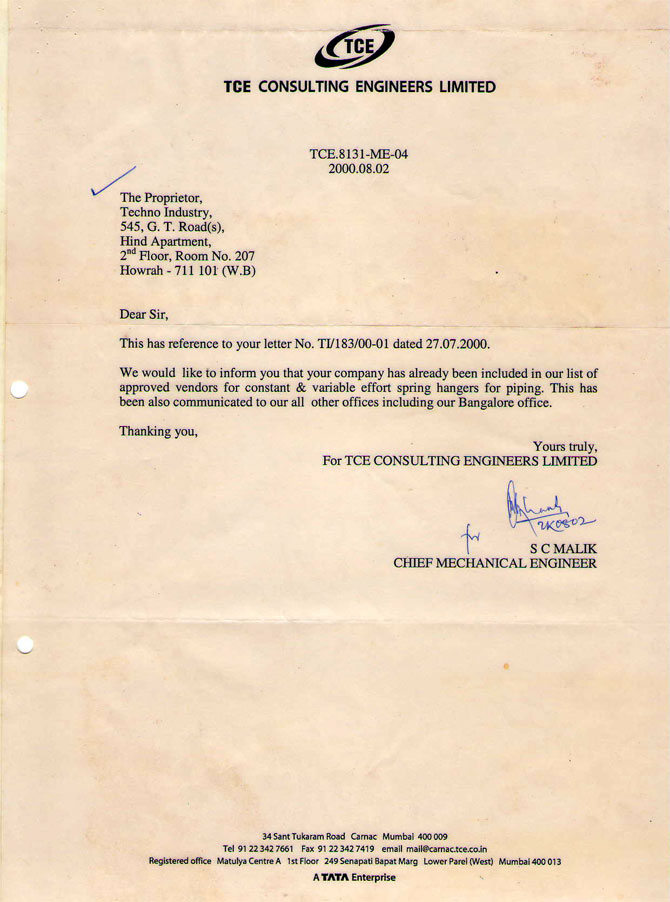 TCE
TCE CONSULTING ENGINEERS LIMITED
TCE.8131-ME-04
2000.08.02
The Proprietor,
Techno Industry,
545, G. T. Road(s),
Hind Apartment,
2nd Floor, Room No. 207
Howrah - 711 101 (W.B)
Dear Sir,
This has reference to your letter No. TI/183/00-01 dated 27.07.2000.
We would like to inform you that your company has already been included in our list of
approved vendors for constant & variable effort spring hangers for piping. This has
been also communicated to our all other offices including our Bangalore office.
Thanking you,
Yours truly,
For TCE CONSULTING ENGINEERS LIMITED
2K0802
for
S C MALIK
CHIEF MECHANICAL ENGINEER
34 Sant Tukaram Road Carnac Mumbai 400 009
Tel 91 22 342 7661 Fax 91 22 342 7419 email mail@carnac.tce.co.in
Registered office Matulya Centre A 1st Floor 249 Senapati Bapat Marg Lower Parel (West) Mumbai 400 013
A TATA Enterprise